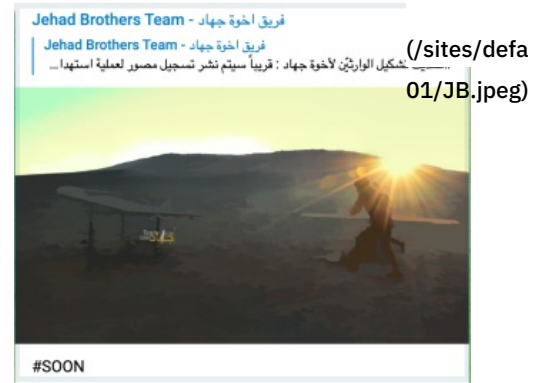 Jehad Brothers Team - فريق اخوة جهاد
Jehad Brothers Team - فريق اخوة جهاد
تشكيل الوارثين لأخوة جهاد : قريباً سيتم نشر تسجيل مصور لعملية استهدا...
(/sites/defa
01/JB.jpeg)
#SOON